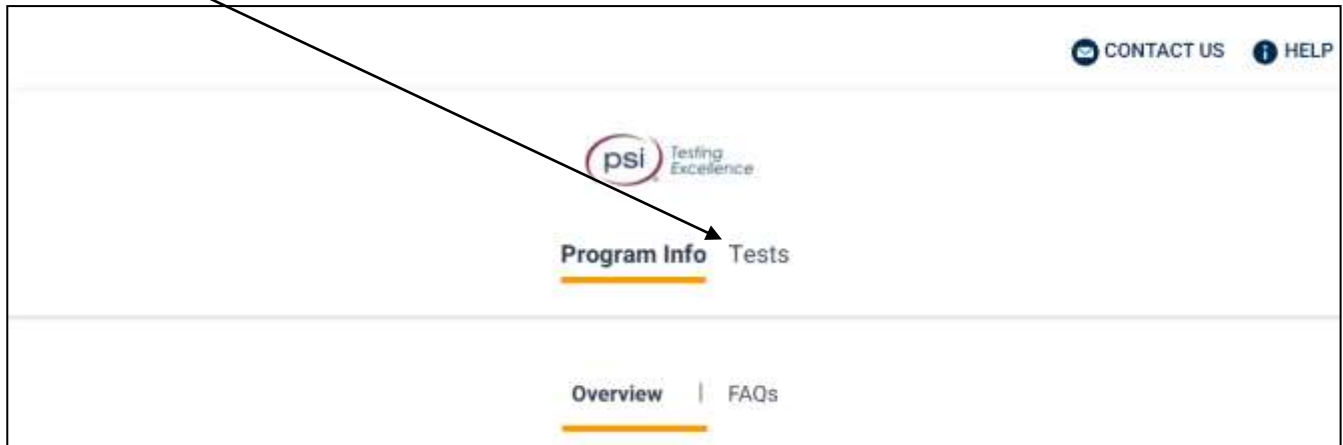 CONTACT US HELP
psi Testing
Excellence
Program Info Tests
Overview | FAQs